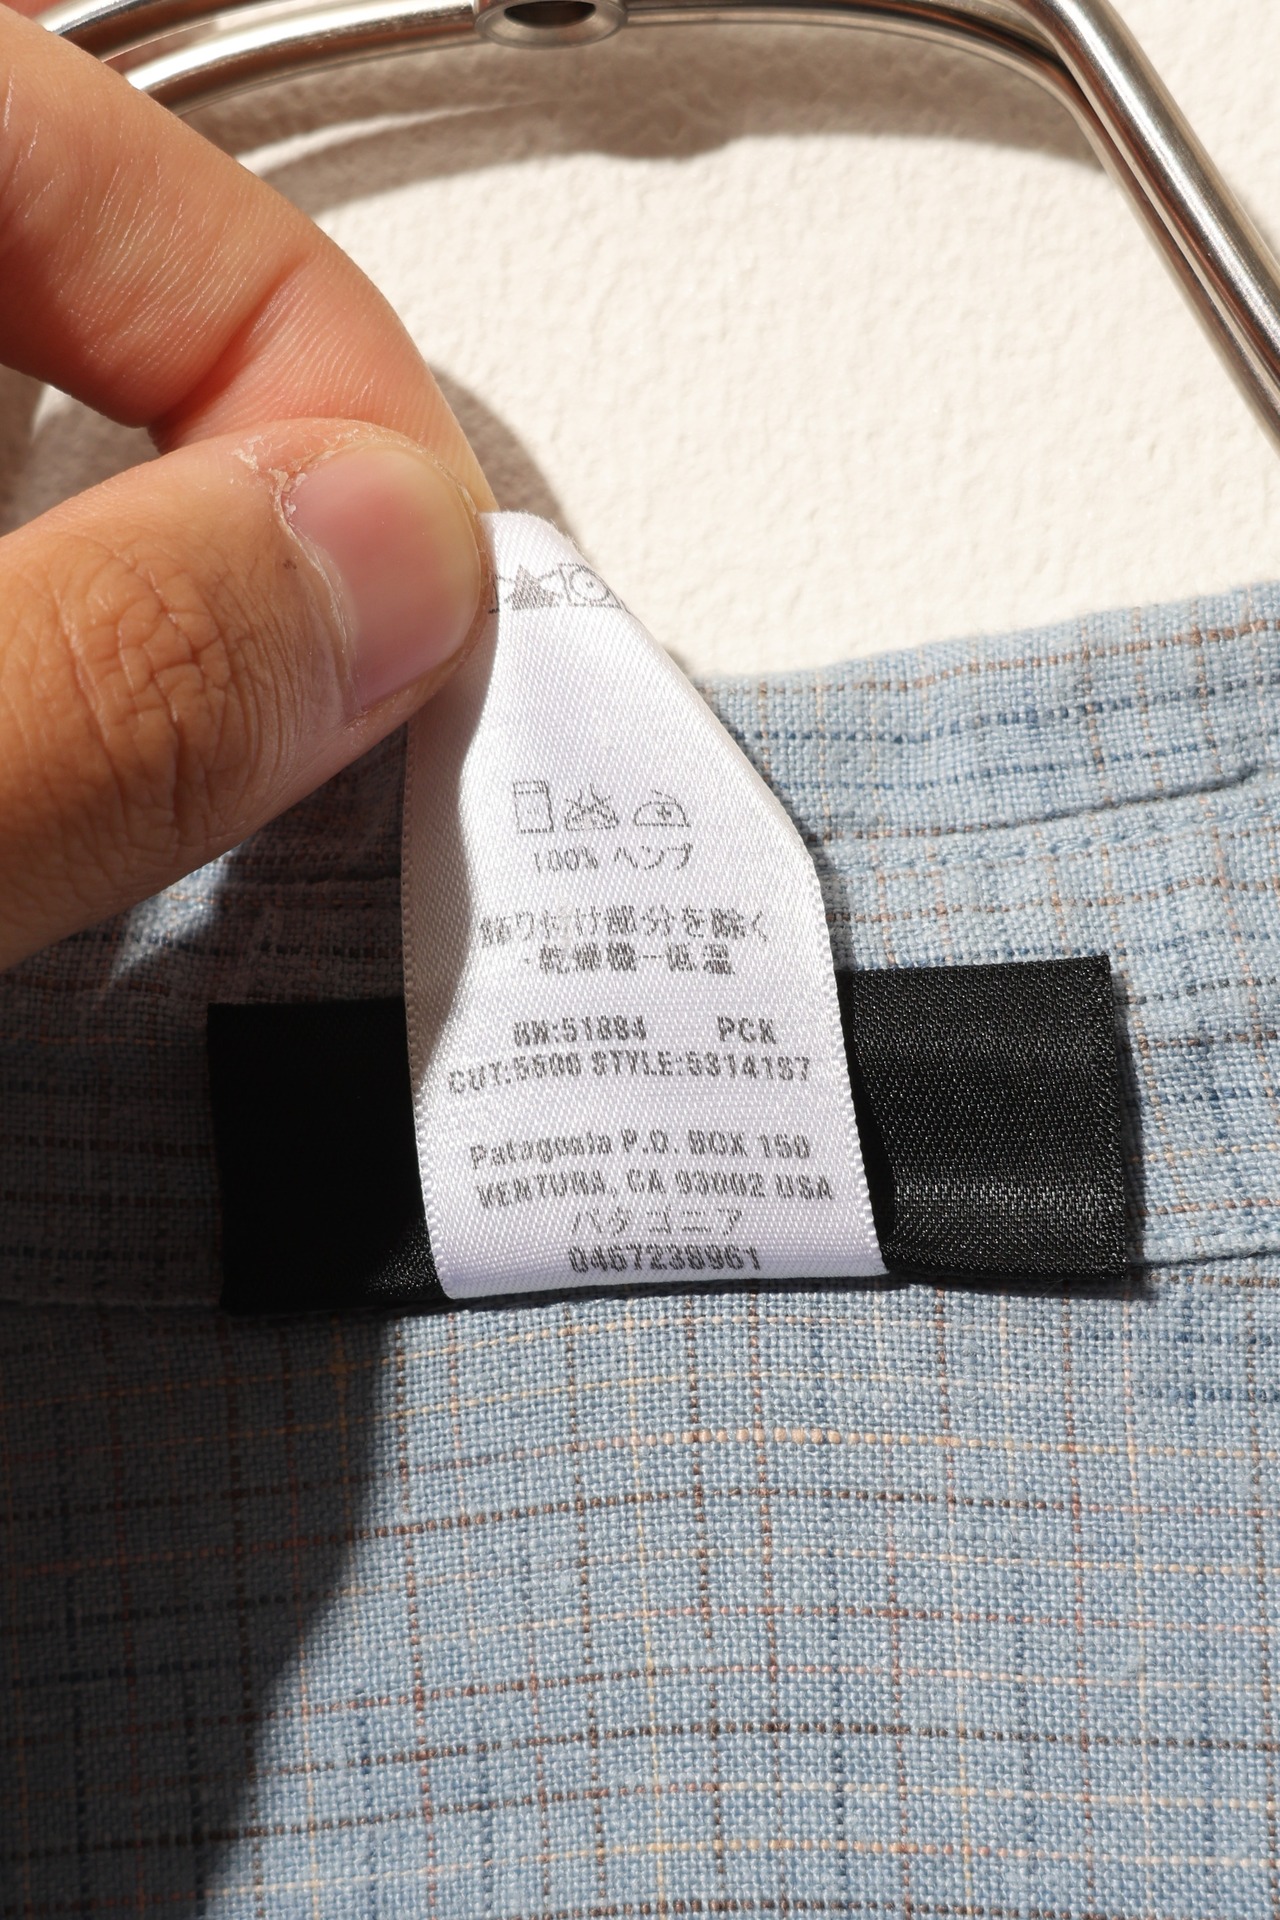 100% ヘンプ
飾り付け部分を除く
・乾燥機－低温
RN:51884 PCK
CUT:5500 STYLE:53141S7
Patagonia P.O. BOX 150
VENTURA, CA 93002 USA
パタゴニア
0467238961